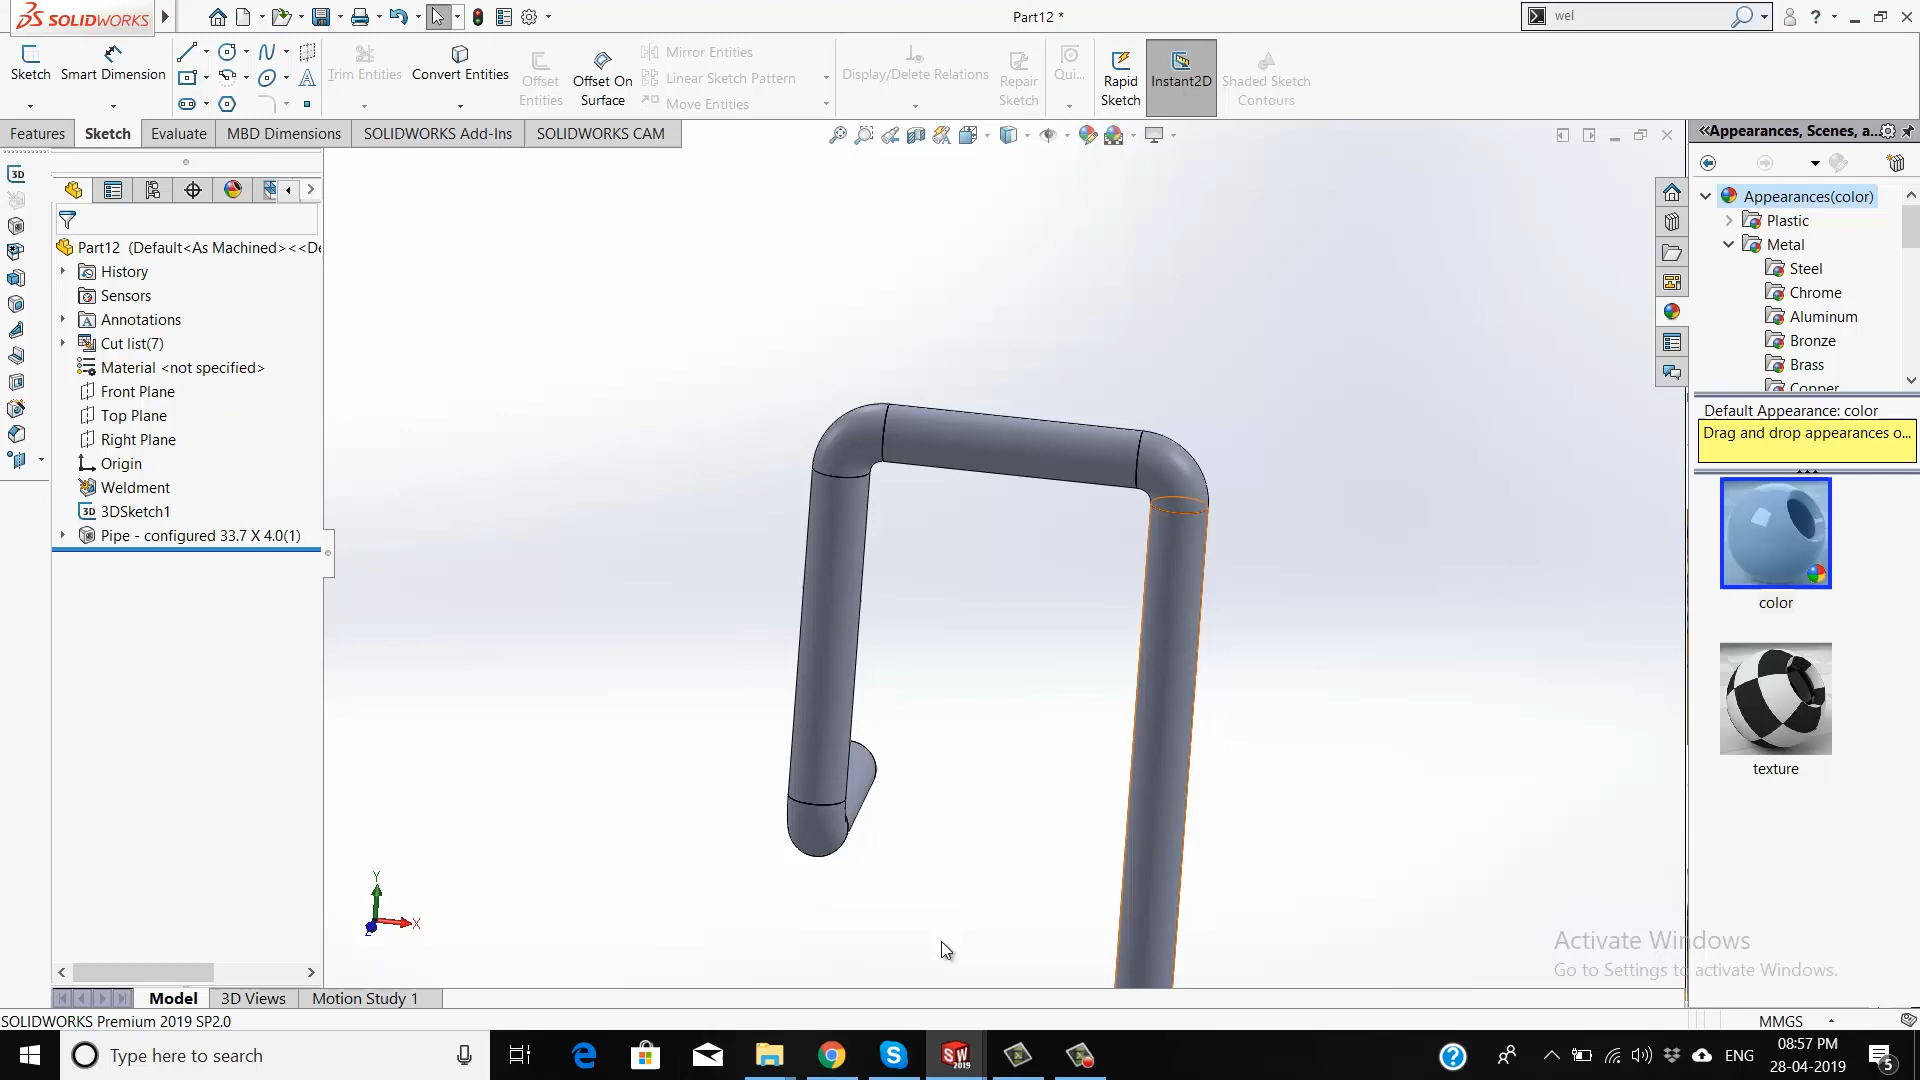 SOLIDWORKS
Part12 *
wel
Sketch
Smart Dimension
Trim Entities
Convert Entities
Offset Entities
Offset On Surface
Mirror Entities
Linear Sketch Pattern
Move Entities
Display/Delete Relations
Repair Sketch
Qui...
Rapid Sketch
Instant2D
Shaded Sketch Contours
Features
Sketch
Evaluate
MBD Dimensions
SOLIDWORKS Add-Ins
SOLIDWORKS CAM
Part12 (Default<As Machined><<De
History
Sensors
Annotations
Cut list(7)
Material <not specified>
Front Plane
Top Plane
Right Plane
Origin
Weldment
3D 3DSketch1
Pipe - configured 33.7 X 4.0(1)
Y
X
Z
Appearances, Scenes, a...
Appearances(color)
Plastic
Metal
Steel
Chrome
Aluminum
Bronze
Brass
Copper
Default Appearance: color
Drag and drop appearances o...
color
texture
Activate Windows
Go to Settings to activate Windows.
Model
3D Views
Motion Study 1
SOLIDWORKS Premium 2019 SP2.0
MMGS
Type here to search
SW
2019
ENG
08:57 PM
28-04-2019
5